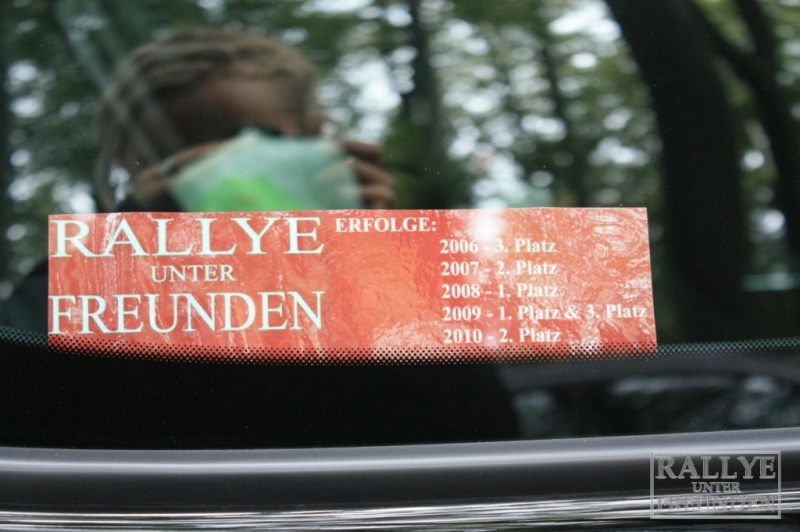 RALLYE
UNTER
FREUNDEN
ERFOLGE:
2006 - 3. Platz
2007 - 2. Platz
2008 - 1. Platz
2009 - 1. Platz & 3. Platz
2010 - 2. Platz
RALLYE
UNTER
FREUNDEN